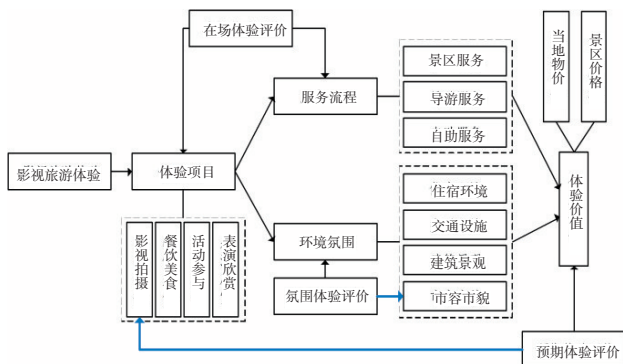 在场体验评价
当地物价
景区价格
景区服务
服务流程
导游服务
自助服务
影视旅游体验
体验项目
体验价值
住宿环境
影视拍摄
餐饮美食
活动参与
表演欣赏
环境氛围
交通设施
建筑景观
氛围体验评价
市容市貌
预期体验评价